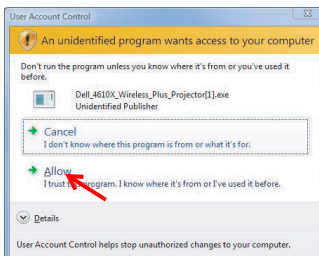 User Account Control
An unidentified program wants access to your computer
Don't run the program unless you know where it's from or you've used it
before.
Dell_4610X_Wireless_Plus_Projector[1].exe
Unidentified Publisher
Cancel
I don't know where this program is from or what it's for.
Allow
I trust this program. I know where it's from or I've used it before.
Details
User Account Control helps stop unauthorized changes to your computer.